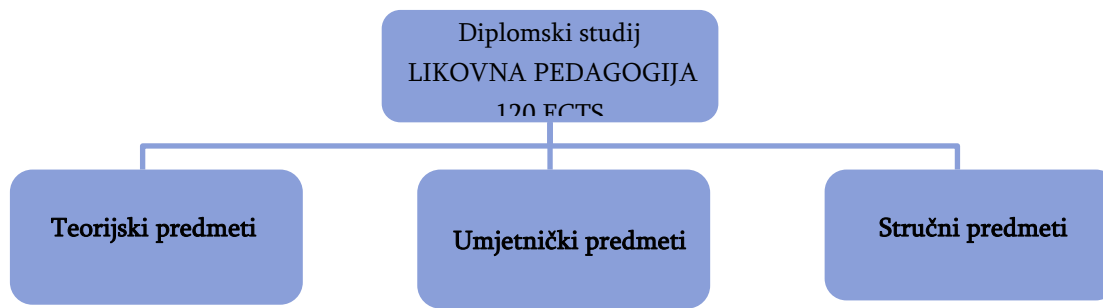 Diplomski studij
LIKOVNA PEDAGOGIJA
120 ECTS
Teorijski predmeti
Umjetnički predmeti
Stručni predmeti